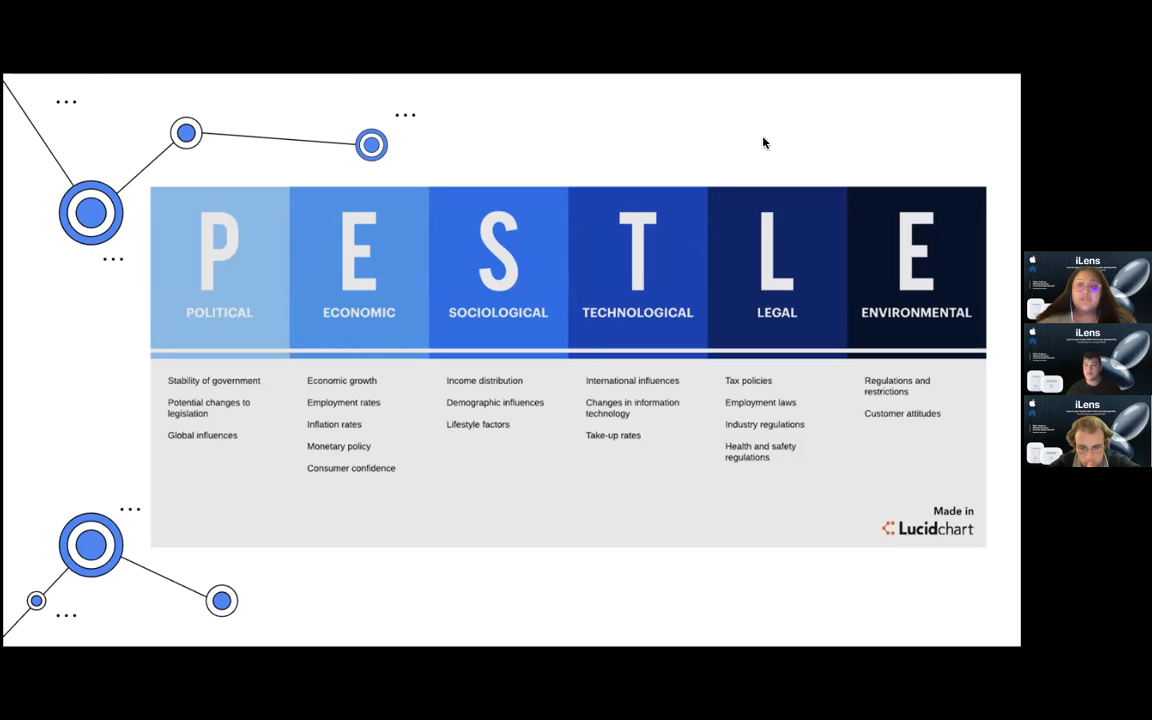 P
E
S
T
L
E
POLITICAL
ECONOMIC
SOCIOLOGICAL
TECHNOLOGICAL
LEGAL
ENVIRONMENTAL
Stability of government
Potential changes to
legislation
Global influences
Economic growth
Employment rates
Inflation rates
Monetary policy
Consumer confidence
Income distribution
Demographic influences
Lifestyle factors
International influences
Changes in information
technology
Take-up rates
Tax policies
Employment laws
Industry regulations
Health and safety
regulations
Regulations and
restrictions
Customer attitudes
Made in
Lucidchart
iLens
iLens
iLens